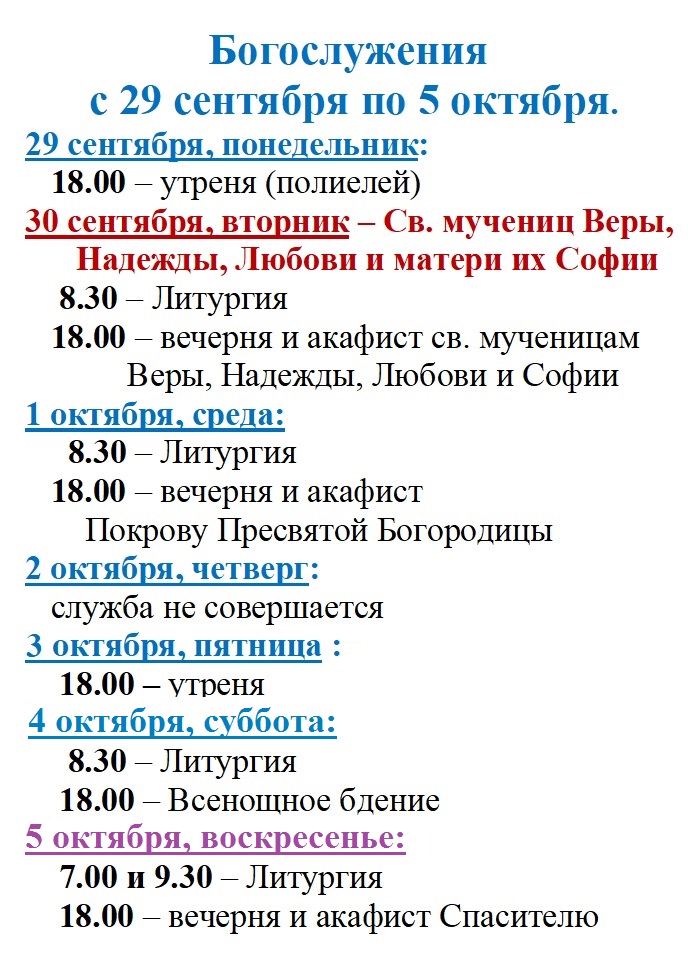 Богослужения
с 29 сентября по 5 октября.
29 сентября, понедельник:
18.00 – утреня (полиелей)
30 сентября, вторник – Св. мучениц Веры,
Надежды, Любови и матери их Софии
8.30 – Литургия
18.00 – вечерня и акафист св. мученицам
Веры, Надежды, Любови и Софии
1 октября, среда:
8.30 – Литургия
18.00 – вечерня и акафист
Покрову Пресвятой Богородицы
2 октября, четверг:
служба не совершается
3 октября, пятница :
18.00 – утреня
4 октября, суббота:
8.30 – Литургия
18.00 – Всенощное бдение
5 октября, воскресенье:
7.00 и 9.30 – Литургия
18.00 – вечерня и акафист Спасителю